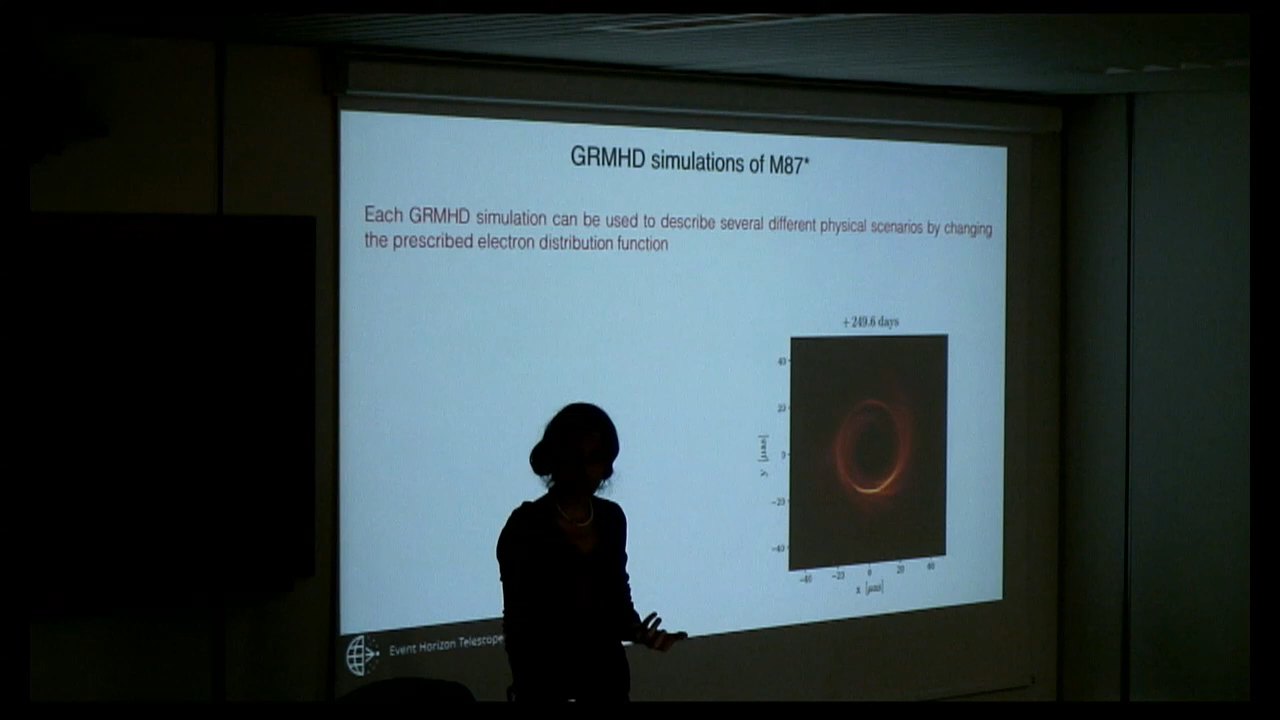 GRMHD simulations of M87*
Each GRMHD simulation can be used to describe several different physical scenarios by changing
the prescribed electron distribution function
+249.6 days
40
20
0
−20
−40
y [μas]
−40 −20 0 20 40
x [μas]
Event Horizon Telescope